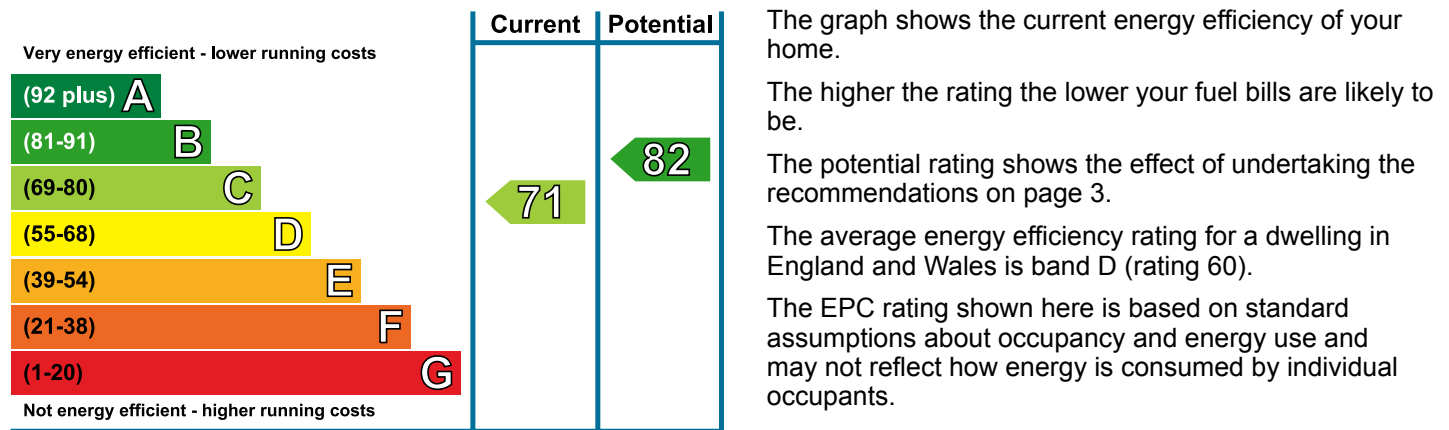 Current Potential
Very energy efficient - lower running costs
(92 plus) A
(81-91) B
(69-80) C
(55-68) D
(39-54) E
(21-38) F
(1-20) G
Not energy efficient - higher running costs
71
82
The graph shows the current energy efficiency of your
home.
The higher the rating the lower your fuel bills are likely to
be.
The potential rating shows the effect of undertaking the
recommendations on page 3.
The average energy efficiency rating for a dwelling in
England and Wales is band D (rating 60).
The EPC rating shown here is based on standard
assumptions about occupancy and energy use and
may not reflect how energy is consumed by individual
occupants.